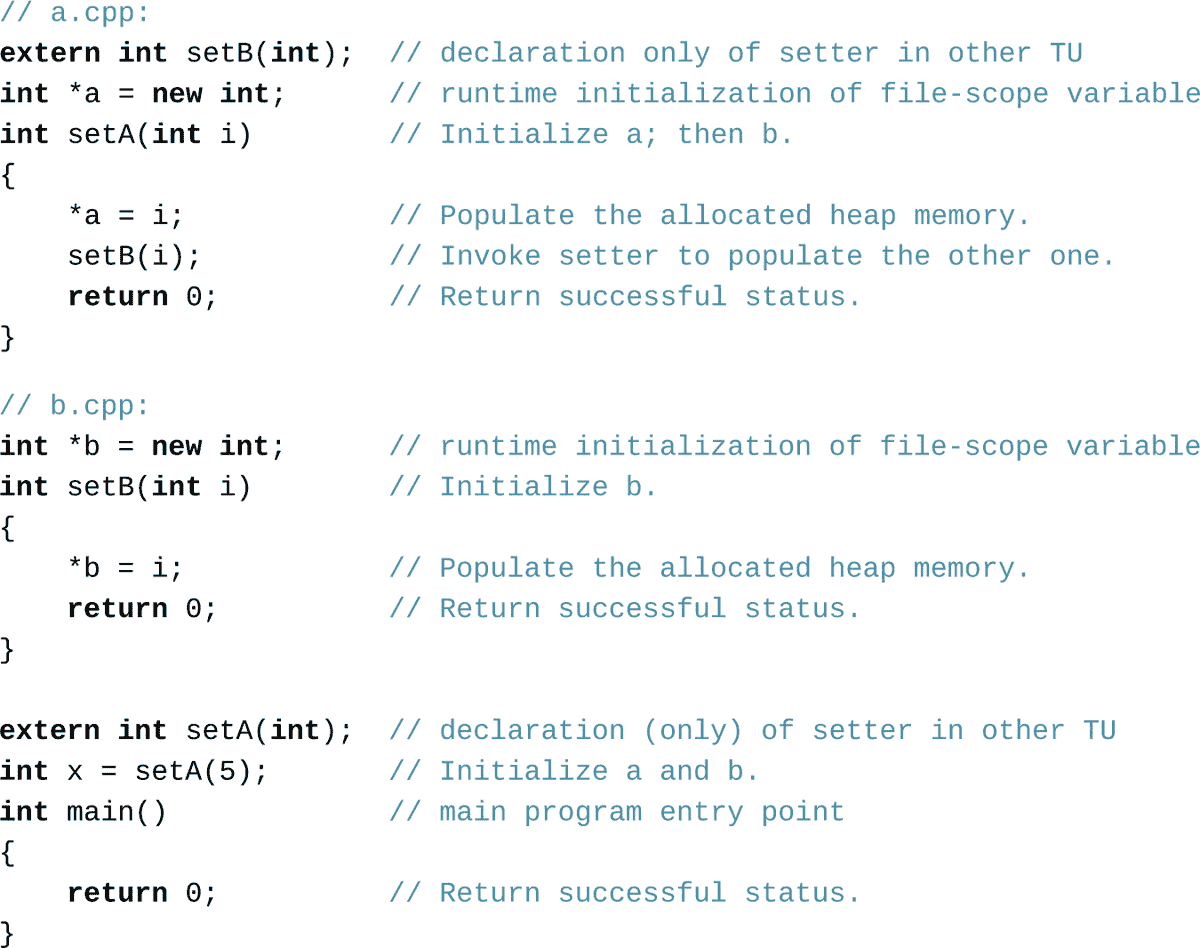 // a.cpp:
extern int setB(int);  // declaration only of setter in other TU
int *a = new int;      // runtime initialization of file-scope variable
int setA(int i)        // Initialize a; then b.
{
    *a = i;            // Populate the allocated heap memory.
    setB(i);           // Invoke setter to populate the other one.
    return 0;          // Return successful status.
}

// b.cpp:
int *b = new int;      // runtime initialization of file-scope variable
int setB(int i)        // Initialize b.
{
    *b = i;            // Populate the allocated heap memory.
    return 0;          // Return successful status.
}

extern int setA(int);  // declaration (only) of setter in other TU
int x = setA(5);       // Initialize a and b.
int main()             // main program entry point
{
    return 0;          // Return successful status.
}